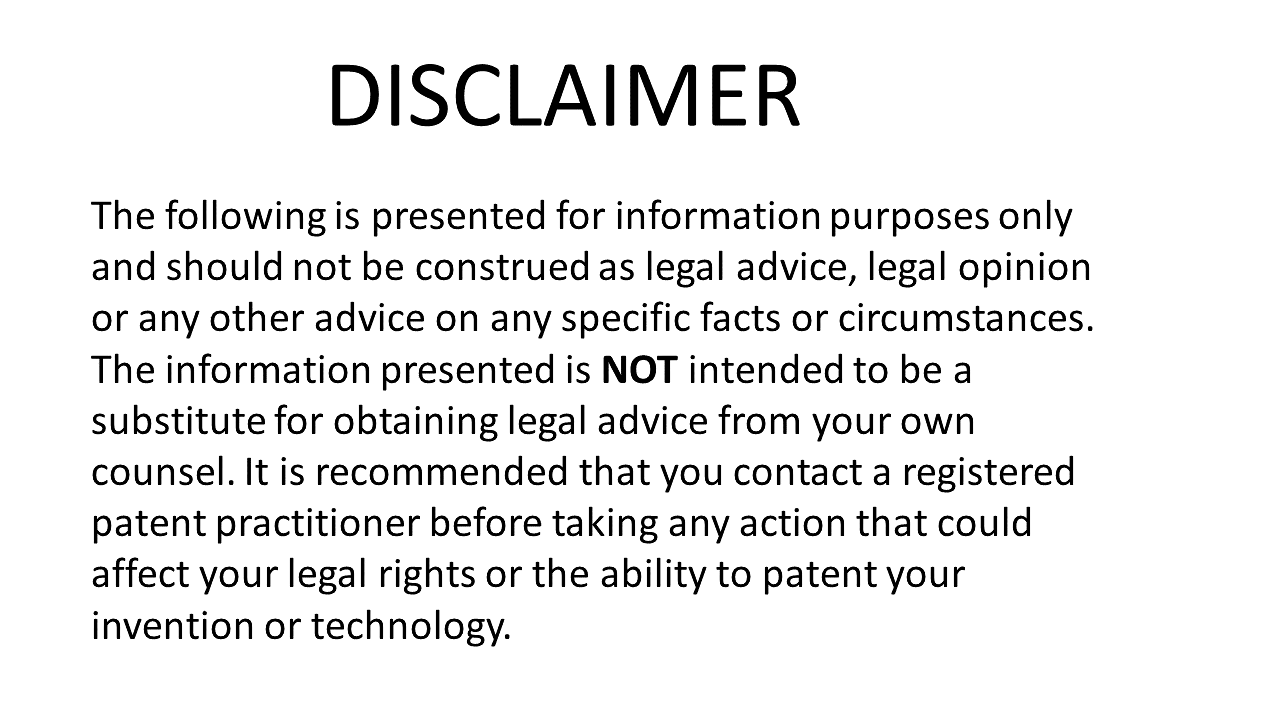 DISCLAIMER
The following is presented for information purposes only
and should not be construed as legal advice, legal opinion
or any other advice on any specific facts or circumstances.
The information presented is NOT intended to be a
substitute for obtaining legal advice from your own
counsel. It is recommended that you contact a registered
patent practitioner before taking any action that could
affect your legal rights or the ability to patent your
invention or technology.